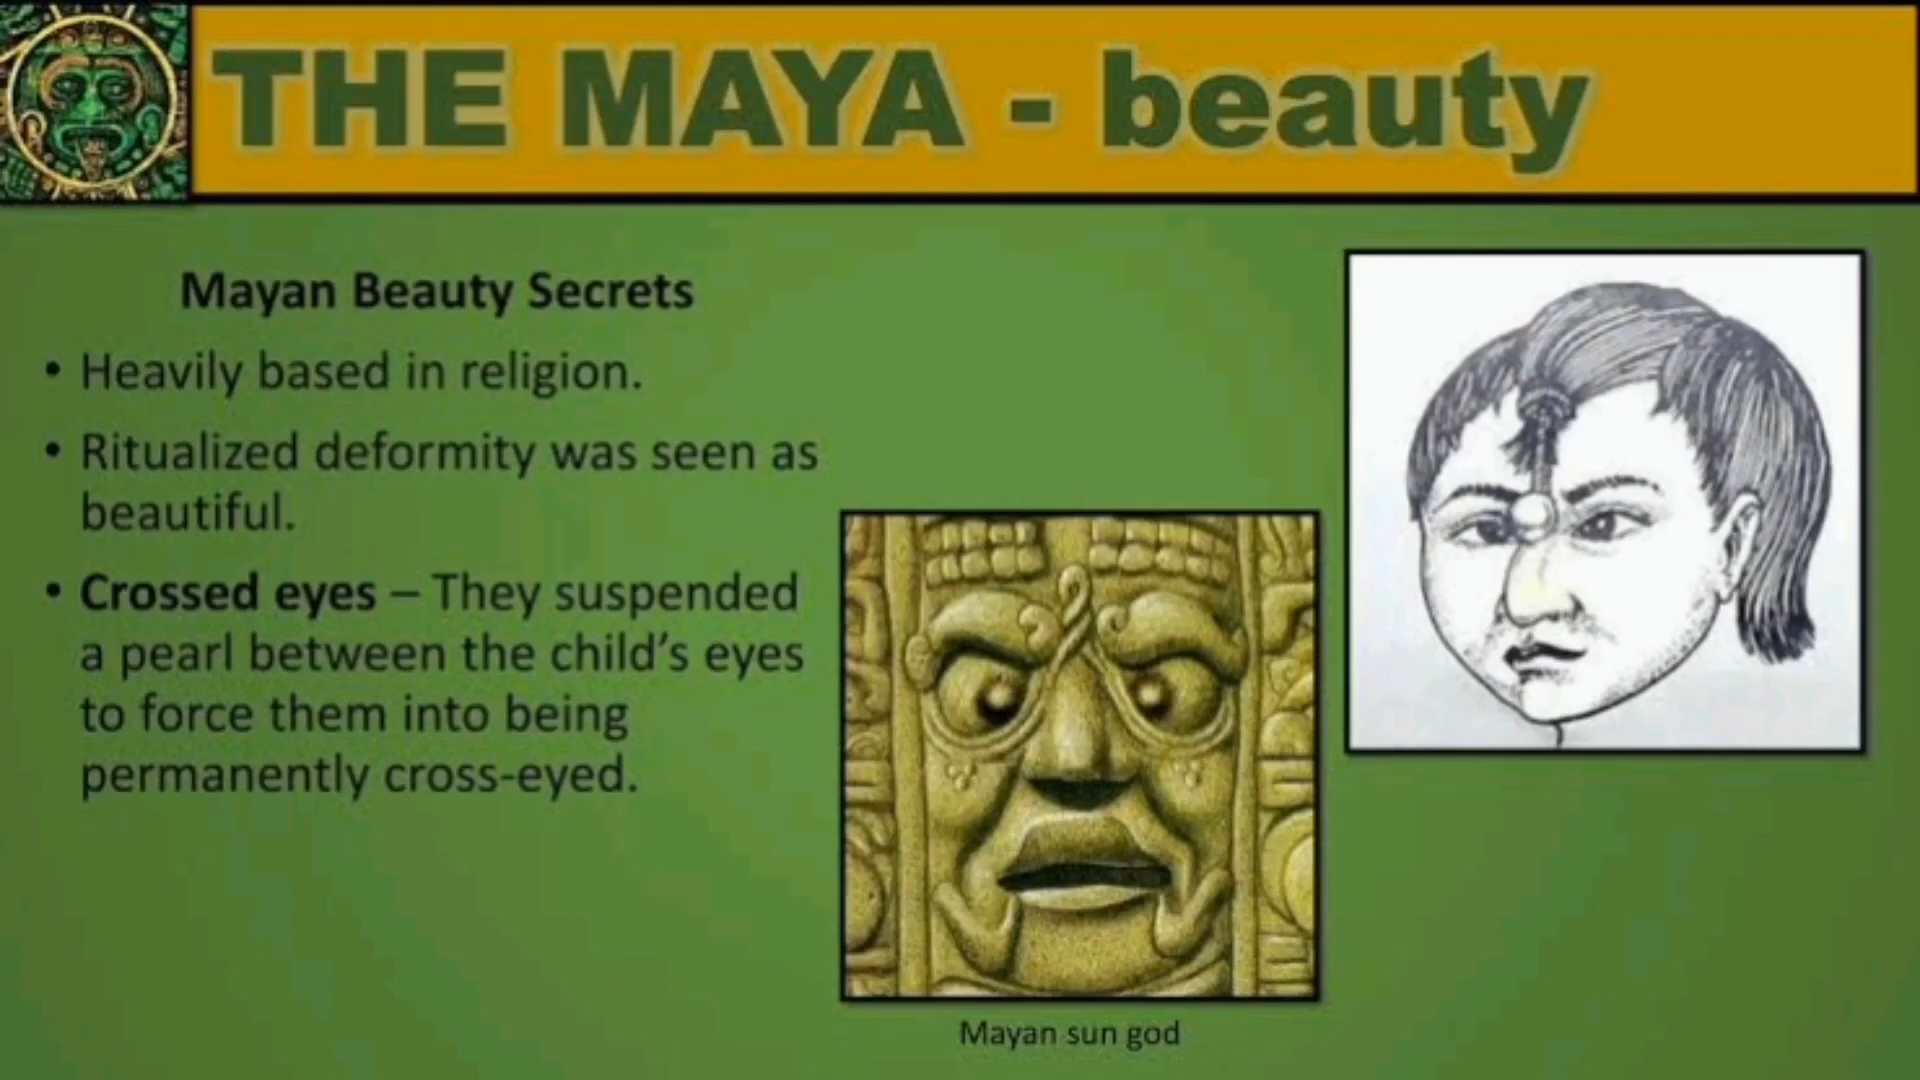 THE MAYA - beauty
Mayan Beauty Secrets
• Heavily based in religion.
• Ritualized deformity was seen as
beautiful.
• Crossed eyes – They suspended
a pearl between the child's eyes
to force them into being
permanently cross-eyed.
Mayan sun god